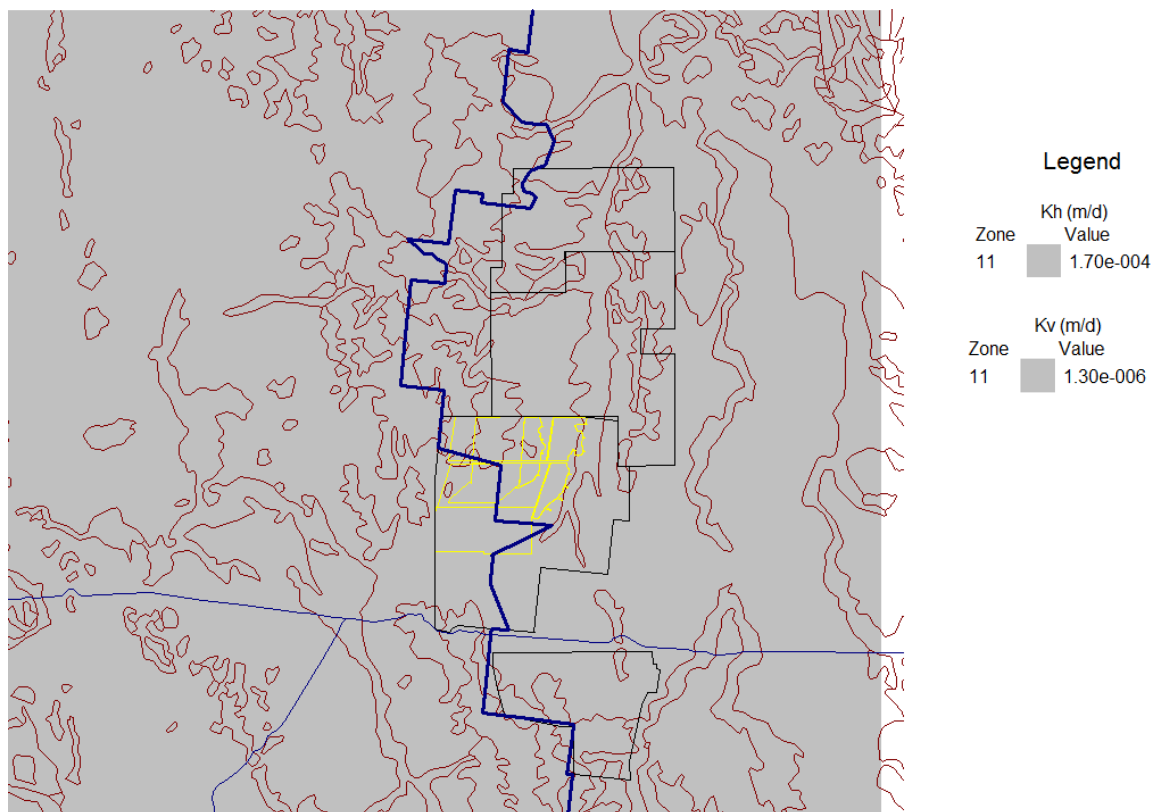 Legend
Kh (m/d)
Zone Value
11 1.70e-004
Kv (m/d)
Zone Value
11 1.30e-006